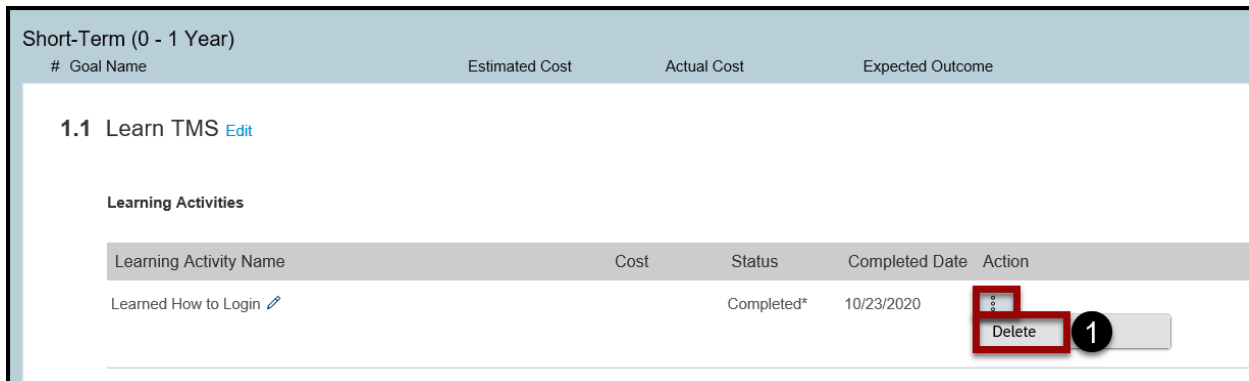 Short-Term (0 - 1 Year)
# Goal Name Estimated Cost Actual Cost Expected Outcome
1.1 Learn TMS Edit
Learning Activities
Learning Activity Name Cost Status Completed Date Action
Learned How to Login Completed* 10/23/2020
Delete 1